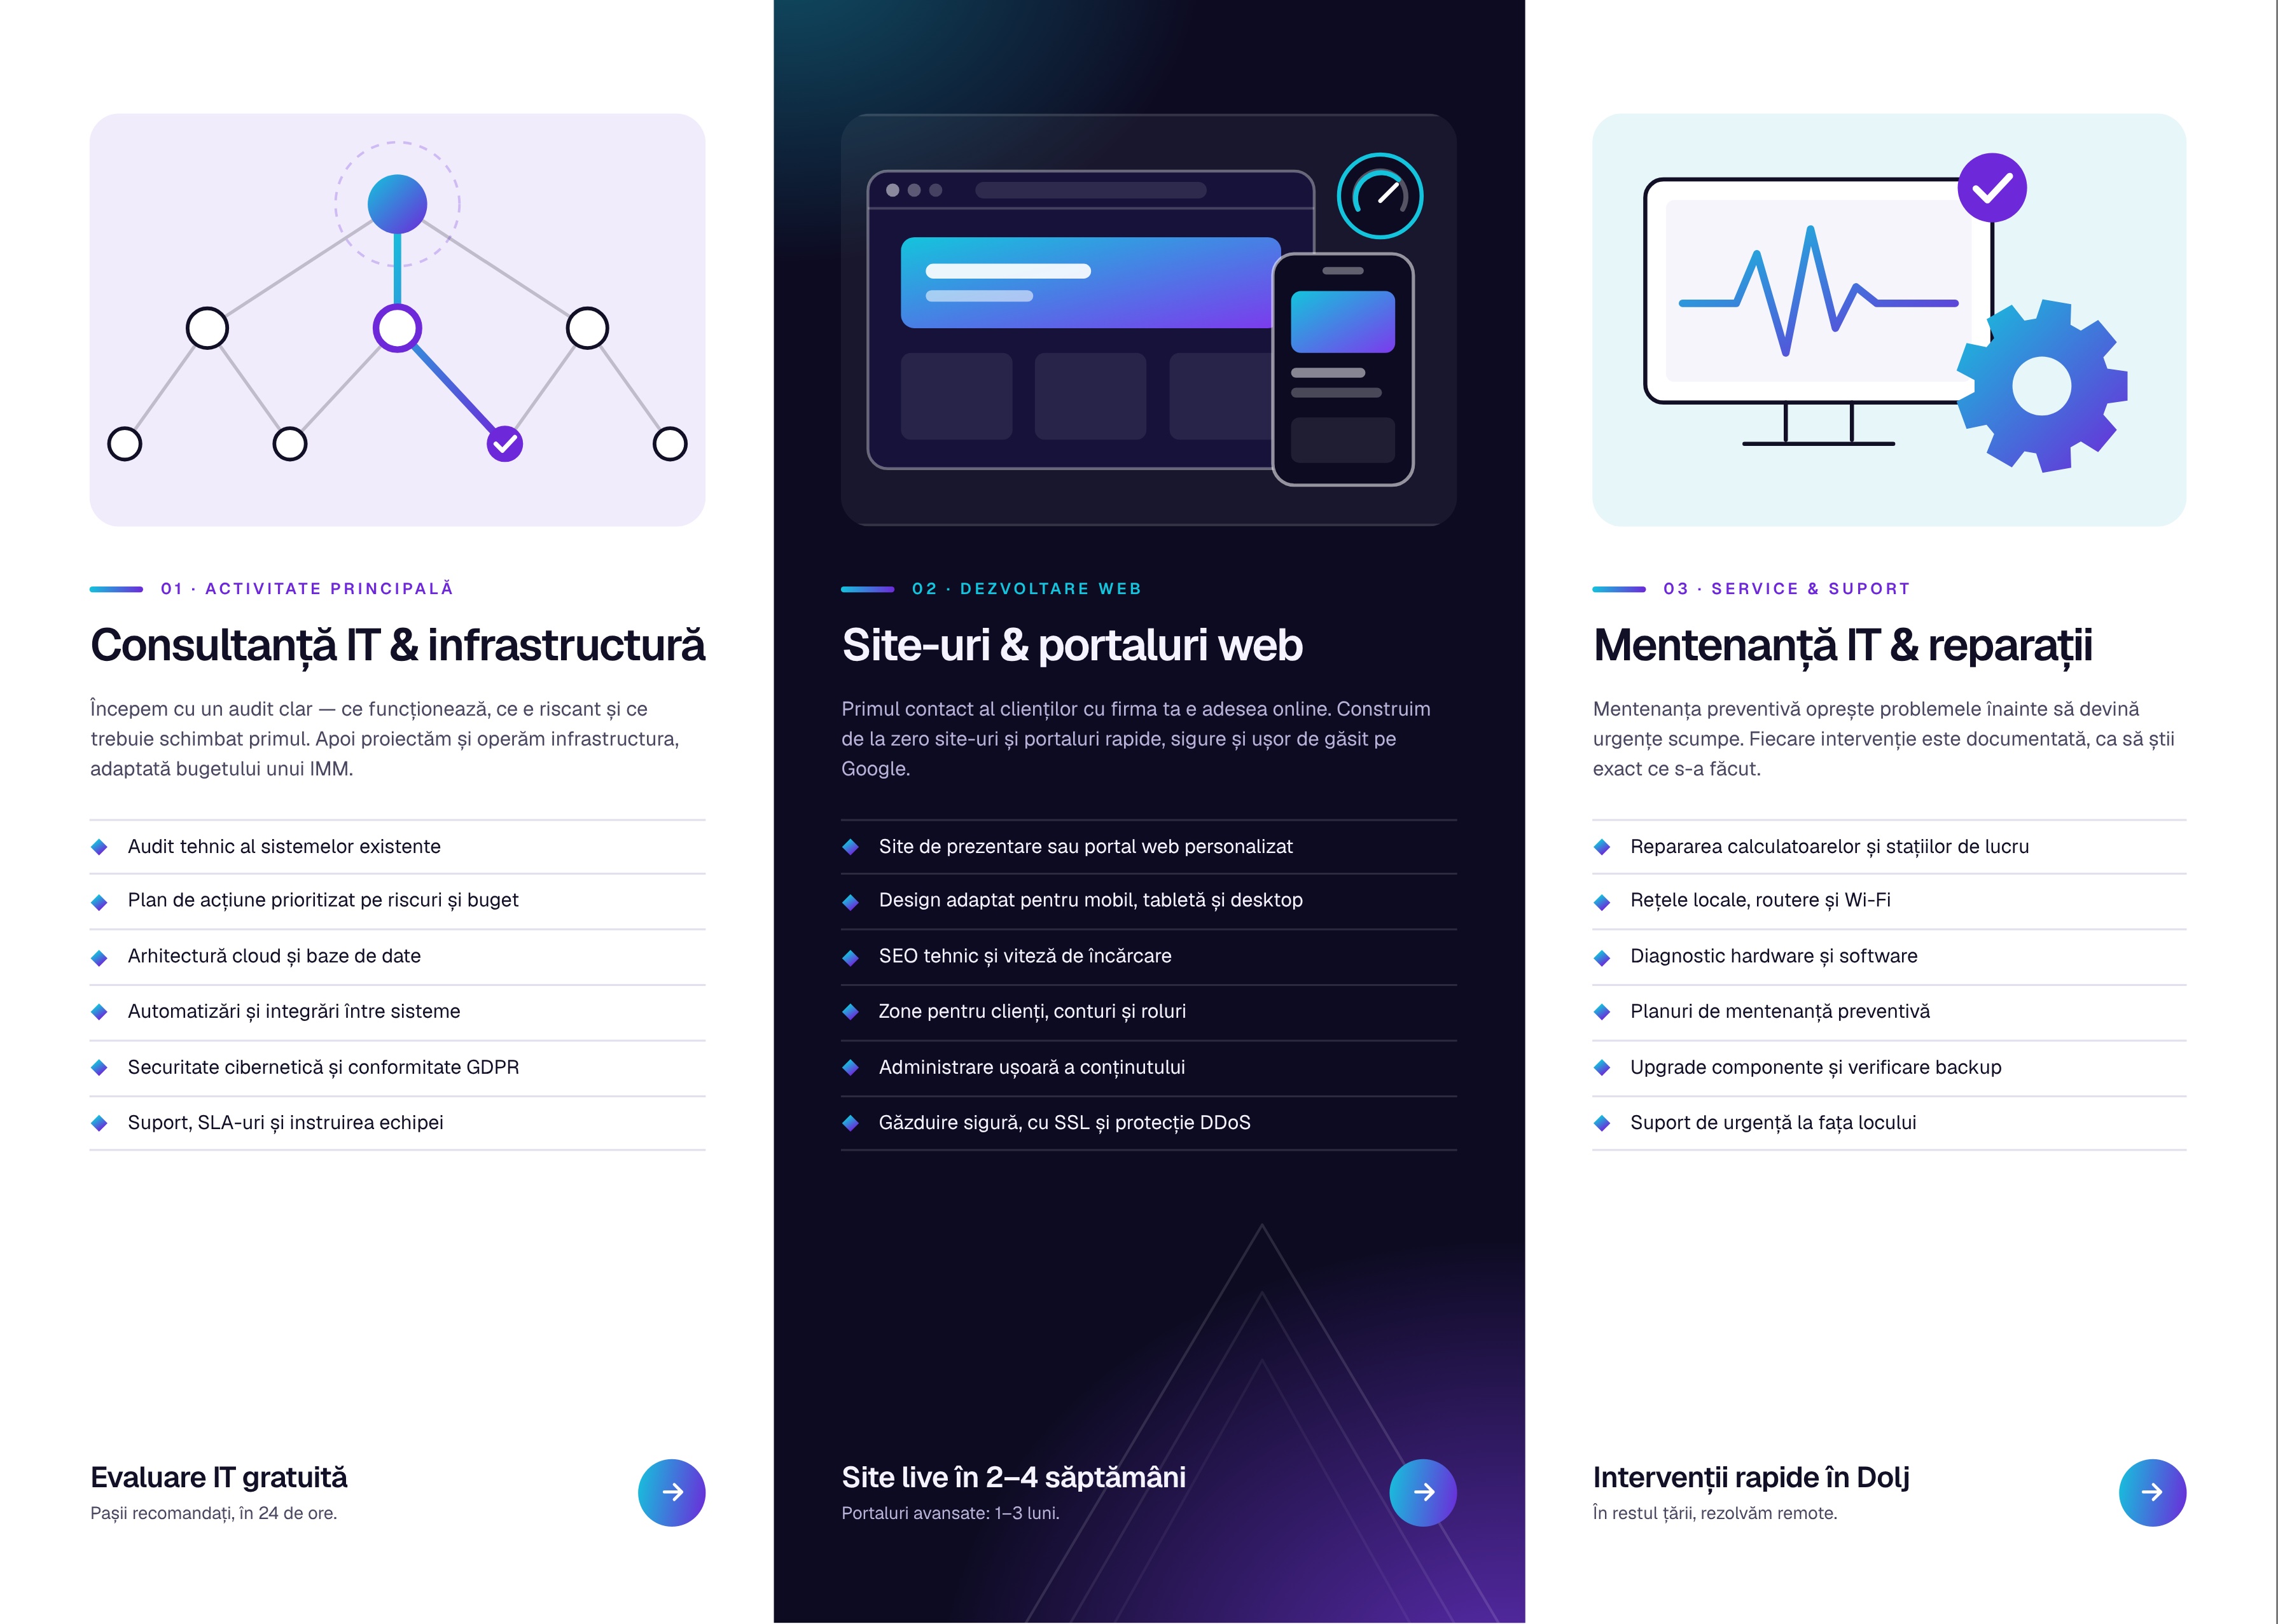 01 · ACTIVITATE PRINCIPALĂ
Consultanță IT & infrastructură
Începem cu un audit clar — ce funcționează, ce e riscant și ce
trebuie schimbat primul. Apoi proiectăm și operăm infrastructura,
adaptată bugetului unui IMM.
Audit tehnic al sistemelor existente
Plan de acțiune prioritizat pe riscuri și buget
Arhitectură cloud și baze de date
Automatizări și integrări între sisteme
Securitate cibernetică și conformitate GDPR
Suport, SLA-uri și instruirea echipei
Evaluare IT gratuită
Pașii recomandați, în 24 de ore.
02 · DEZVOLTARE WEB
Site-uri & portaluri web
Primul contact al clienților cu firma ta e adesea online. Construim
de la zero site-uri și portaluri rapide, sigure și ușor de găsit pe
Google.
Site de prezentare sau portal web personalizat
Design adaptat pentru mobil, tabletă și desktop
SEO tehnic și viteză de încărcare
Zone pentru clienți, conturi și roluri
Administrare ușoară a conținutului
Găzduire sigură, cu SSL și protecție DDoS
Site live în 2–4 săptămâni
Portaluri avansate: 1–3 luni.
03 · SERVICE & SUPORT
Mentenanță IT & reparații
Mentenanța preventivă oprește problemele înainte să devină
urgențe scumpe. Fiecare intervenție este documentată, ca să știi
exact ce s-a făcut.
Repararea calculatoarelor și stațiilor de lucru
Rețele locale, routere și Wi-Fi
Diagnostic hardware și software
Planuri de mentenanță preventivă
Upgrade componente și verificare backup
Suport de urgență la fața locului
Intervenții rapide în Dolj
În restul țării, rezolvăm remote.